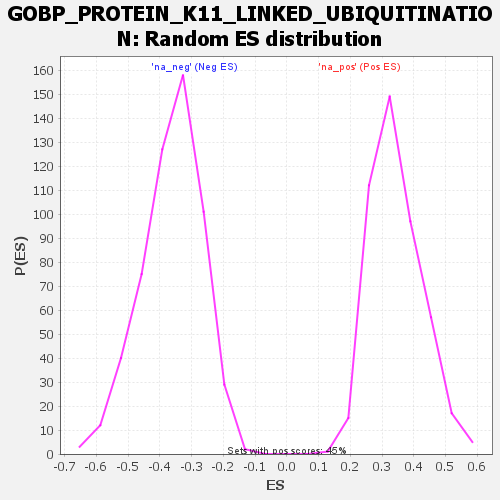 GOBP_PROTEIN_K11_LINKED_UBIQUITINATIO
N: Random ES distribution
'na_neg' (Neg ES)
'na_pos' (Pos ES)
160
150
140
130
120
110
100
90
80
70
60
50
40
30
20
10
0
P(ES)
Sets with pos scores: 45%
-0.7 -0.6 -0.5 -0.4 -0.3 -0.2 -0.1 0.0 0.1 0.2 0.3 0.4 0.5 0.6
ES